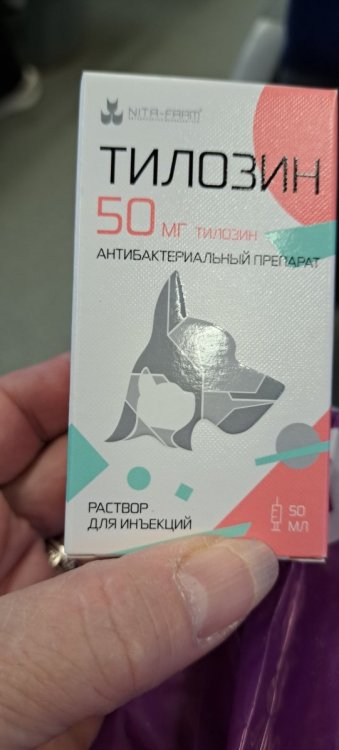 NITA-FARM®
ТИЛОЗИН
50 МГ ТИЛОЗИН
АНТИБАКТЕРИАЛЬНЫЙ ПРЕПАРАТ
РАСТВОР
ДЛЯ ИНЪЕКЦИЙ
50
МЛ